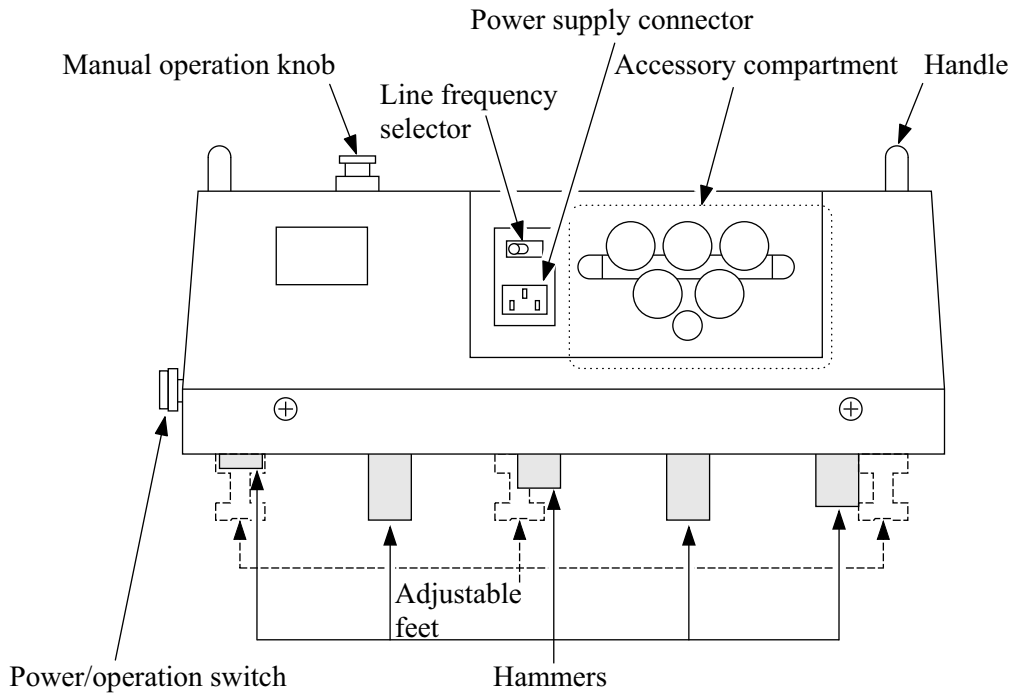 Power supply connector
Manual operation knob
Accessory compartment
Handle
Line frequency
selector
Adjustable
feet
Power/operation switch
Hammers